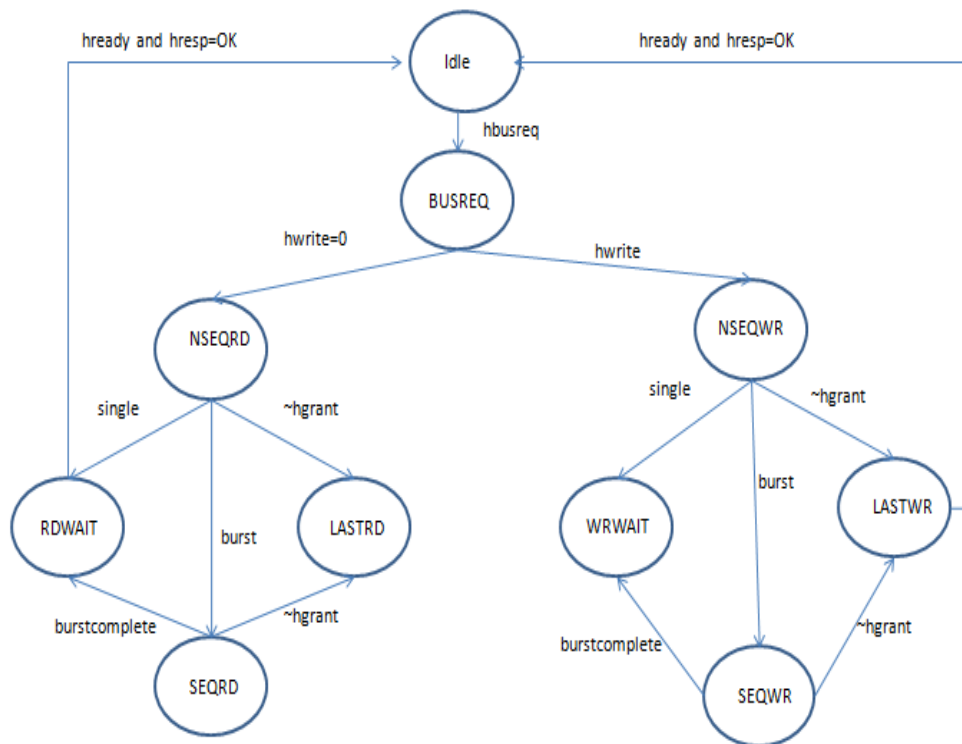 hready and hresp=OK
Idle
hready and hresp=OK
hbusreq
BUSREQ
hwrite=0
hwrite
NSEQRD
NSEQWR
single
~hgrant
single
~hgrant
RDWAIT
burst
LASTRD
WRWAIT
burst
LASTWR
burstcomplete
~hgrant
burstcomplete
~hgrant
SEQRD
SEQWR